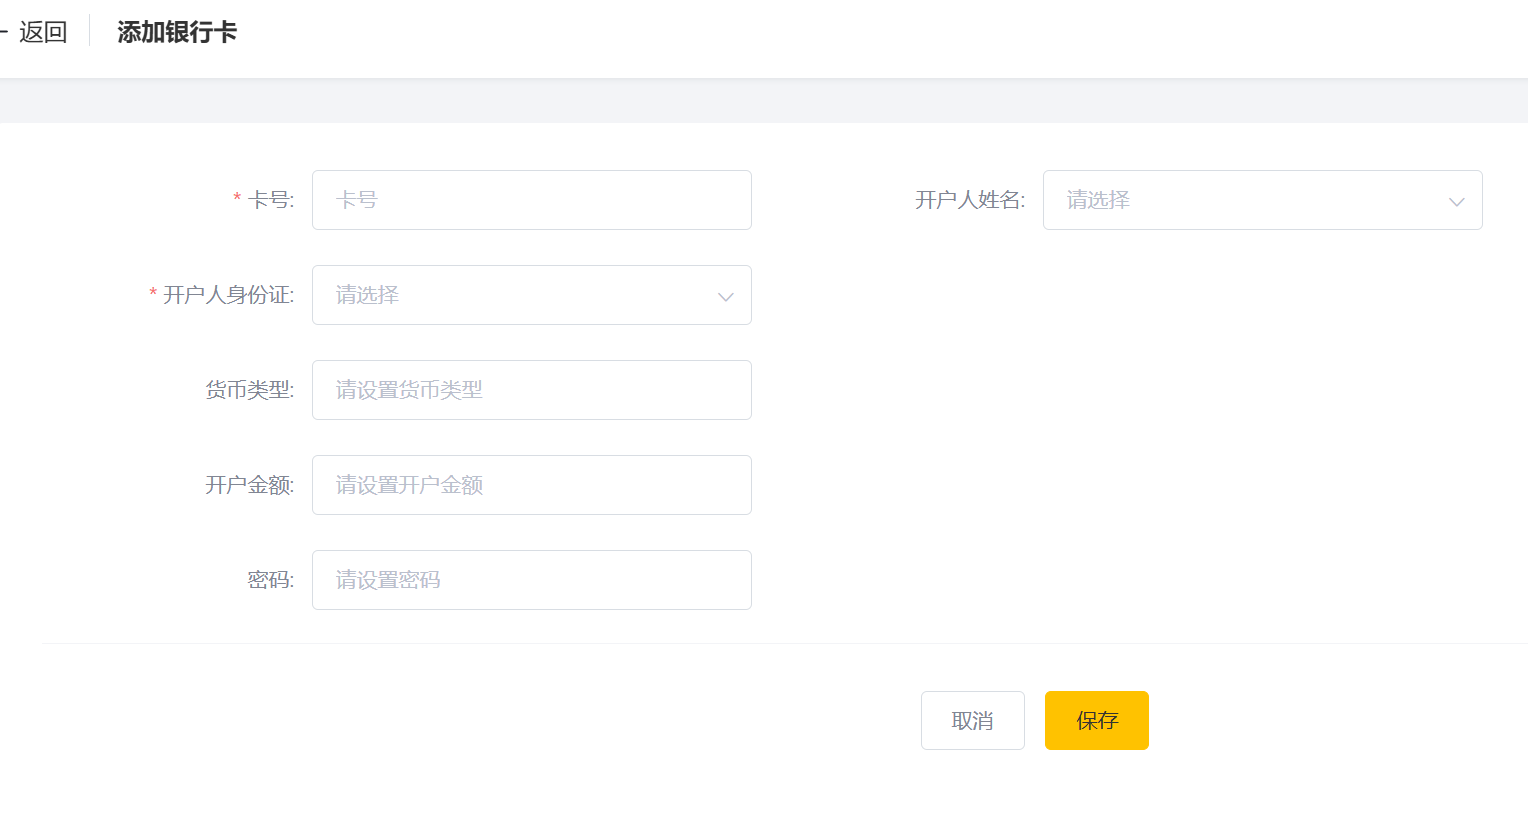 返回 添加银行卡
* 卡号: 卡号 开户人姓名: 请选择
* 开户人身份证: 请选择
货币类型: 请设置货币类型
开户金额: 请设置开户金额
密码: 请设置密码
取消 保存